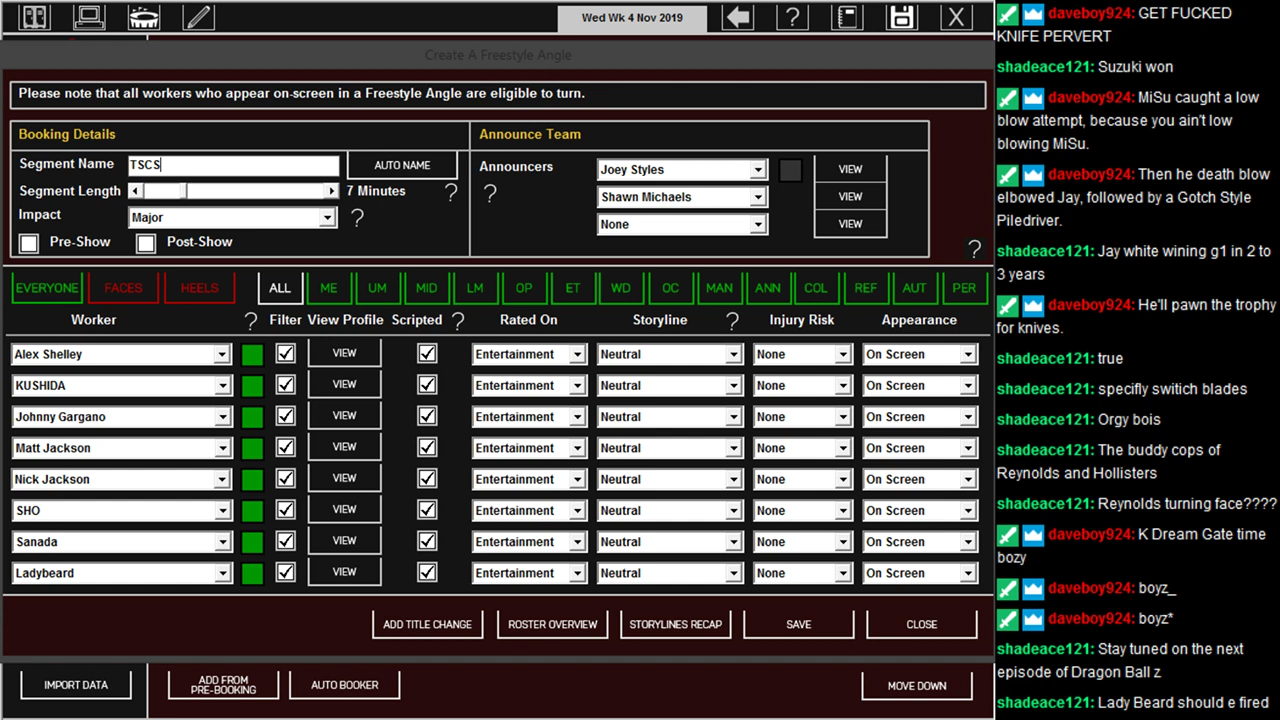 Wed Wk 4 Nov 2019
?
X
Create A Freestyle Angle
Please note that all workers who appear on-screen in a Freestyle Angle are eligible to turn.
Booking Details
Segment Name TSCS AUTO NAME
Segment Length 7 Minutes ?
Impact Major ?
Pre-Show Post-Show
Announce Team
Announcers Joey Styles VIEW
? Shawn Michaels VIEW
None VIEW
?
EVERYONE FACES HEELS ALL ME UM MID LM OP ET WD OC MAN ANN COL REF AUT PER
Worker ? Filter View Profile Scripted ? Rated On Storyline ? Injury Risk Appearance
Alex Shelley VIEW Entertainment Neutral None On Screen
KUSHIDA VIEW Entertainment Neutral None On Screen
Johnny Gargano VIEW Entertainment Neutral None On Screen
Matt Jackson VIEW Entertainment Neutral None On Screen
Nick Jackson VIEW Entertainment Neutral None On Screen
SHO VIEW Entertainment Neutral None On Screen
Sanada VIEW Entertainment Neutral None On Screen
Ladybeard VIEW Entertainment Neutral None On Screen
ADD TITLE CHANGE ROSTER OVERVIEW STORYLINES RECAP SAVE CLOSE
IMPORT DATA ADD FROM
PRE-BOOKING AUTO BOOKER MOVE DOWN
daveboy924: GET FUCKED
KNIFE PERVERT
shadeace121: Suzuki won
daveboy924: MiSu caught a low
blow attempt, because you ain't low
blowing MiSu.
daveboy924: Then he death blow
elbowed Jay, followed by a Gotch Style
Piledriver.
shadeace121: Jay white wining g1 in 2 to
3 years
daveboy924: He'll pawn the trophy
for knives.
shadeace121: true
shadeace121: speciflly switich blades
shadeace121: Orgy bois
shadeace121: The buddy cops of
Reynolds and Hollisters
shadeace121: Reynolds turning face????
daveboy924: K Dream Gate time
bozy
daveboy924: boyz_
daveboy924: boyz*
shadeace121: Stay tuned on the next
episode of Dragon Ball z
shadeace121: Lady Beard should e fired